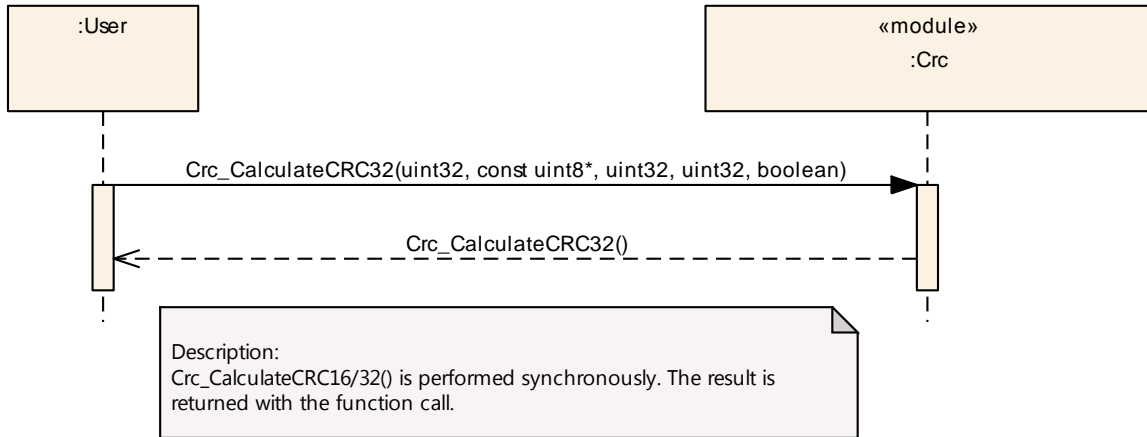 :User
«module»
:Crc
Crc_CalculateCRC32(uint32, const uint8*, uint32, uint32, boolean)
Crc_CalculateCRC32()
Description:
Crc_CalculateCRC16/32() is performed synchronously. The result is
returned with the function call.